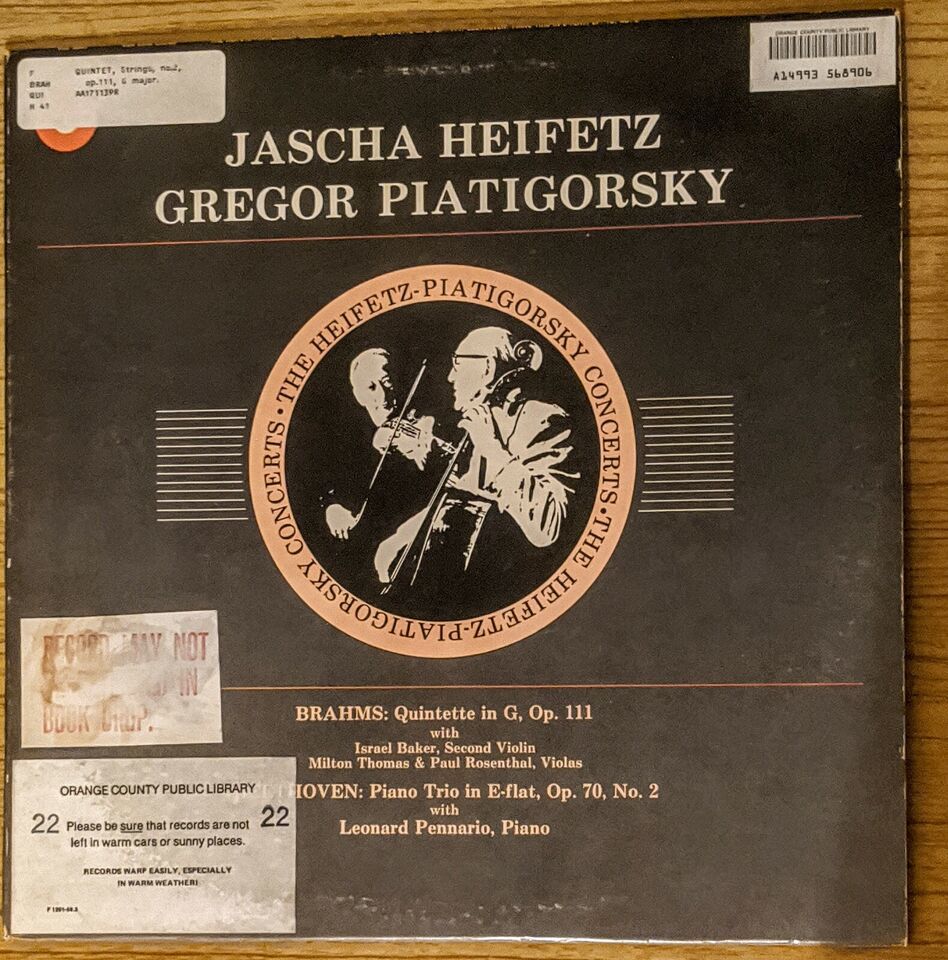 F QUINTET, Strings, no.2,
BRAH op.111, G major.
QUI AA171139R
H 41
ORANGE COUNTY PUBLIC LIBRARY
A14993 568906
JASCHA HEIFETZ
GREGOR PIATIGORSKY
THE HEIFETZ-PIATIGORSKY CONCERTS • THE HEIFETZ-PIATIGORSKY CONCERTS •
RECORD MAY NOT
IN
BOOK DROP.
BRAHMS: Quintette in G, Op. 111
with
Israel Baker, Second Violin
Milton Thomas & Paul Rosenthal, Violas
HOVEN: Piano Trio in E-flat, Op. 70, No. 2
with
Leonard Pennario, Piano
ORANGE COUNTY PUBLIC LIBRARY
22 Please be sure that records are not 22
left in warm cars or sunny places.
RECORDS WARP EASILY, ESPECIALLY
IN WARM WEATHER!